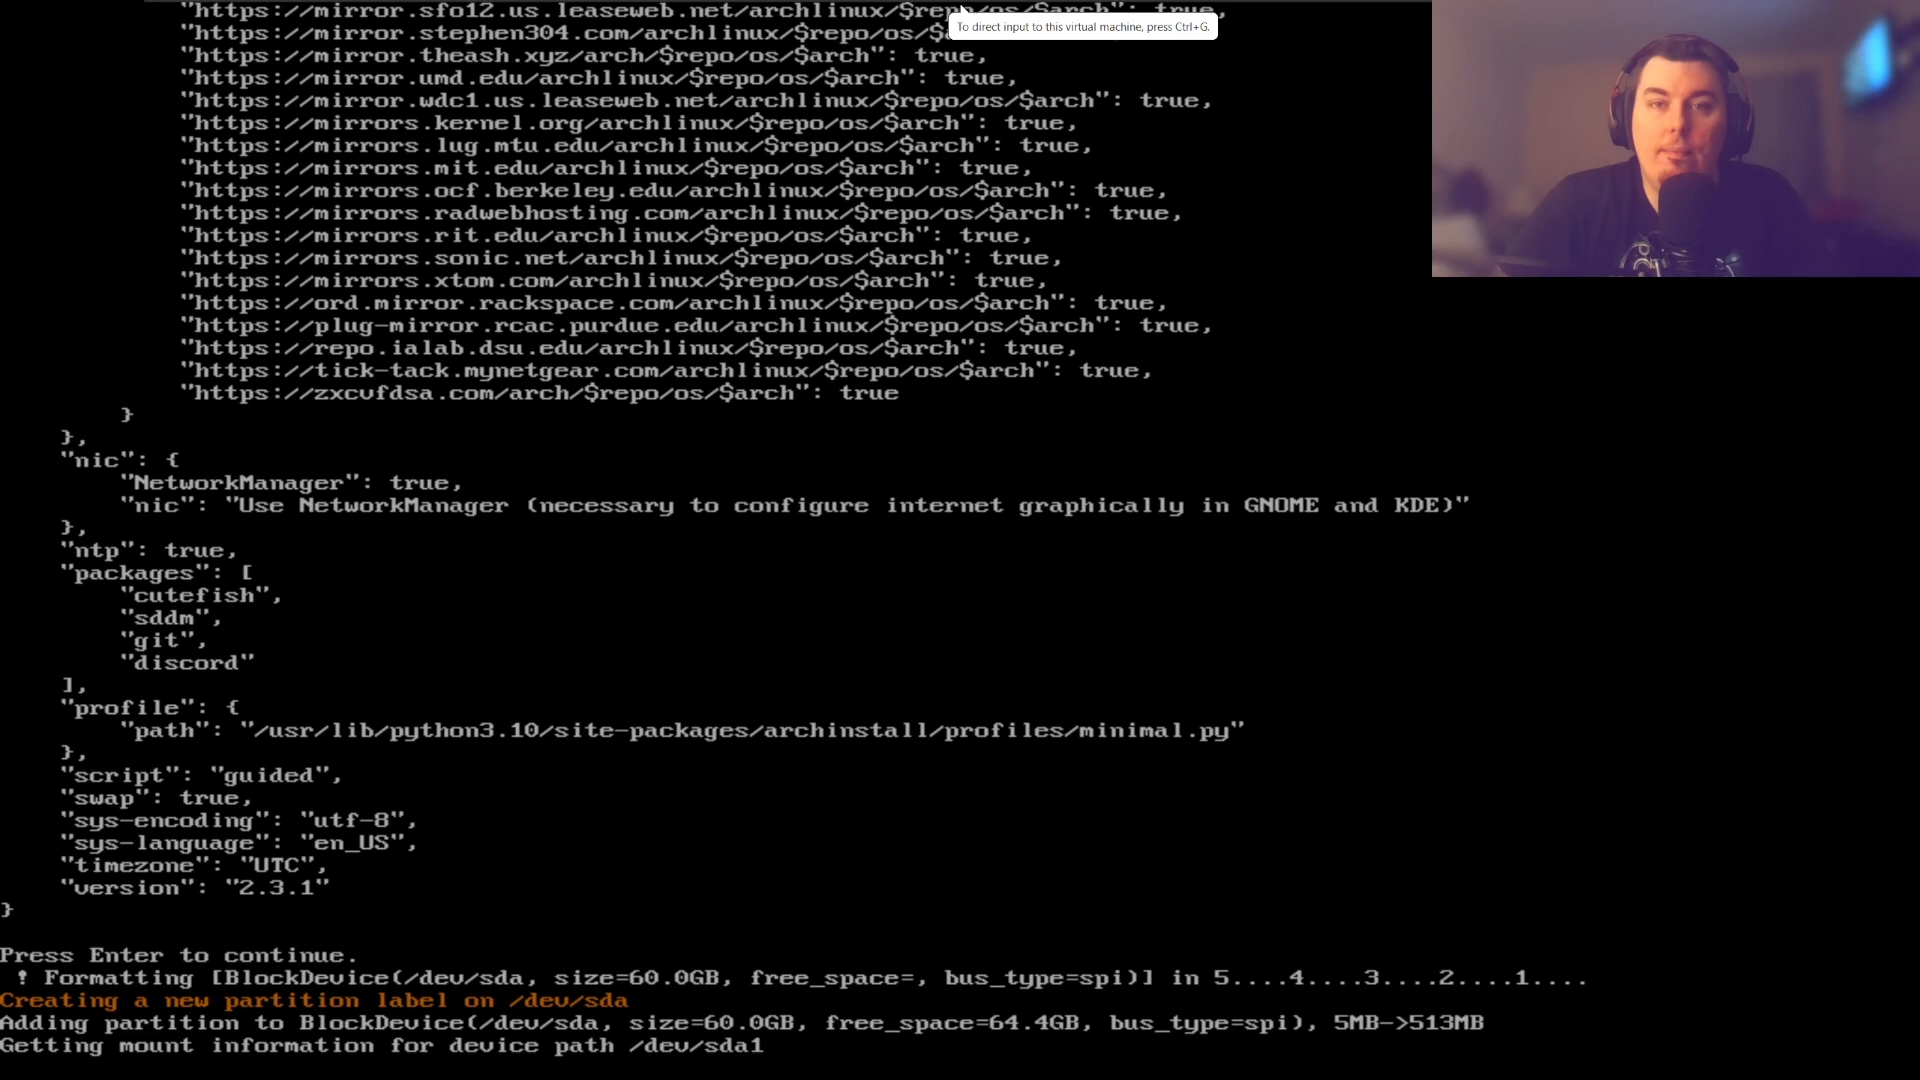 "https://mirror.sfo12.us.leaseweb.net/archlinux/$repo/os/$arch": true,
To direct input to this virtual machine, press Ctrl+G.
"https://mirror.stephen304.com/archlinux/$repo/os/$
"https://mirror.theash.xyz/arch/$repo/os/$arch": true,
"https://mirror.umd.edu/archlinux/$repo/os/$arch": true,
"https://mirror.wdc1.us.leaseweb.net/archlinux/$repo/os/$arch": true,
"https://mirrors.kernel.org/archlinux/$repo/os/$arch": true,
"https://mirrors.lug.mtu.edu/archlinux/$repo/os/$arch": true,
"https://mirrors.mit.edu/archlinux/$repo/os/$arch": true,
"https://mirrors.ocf.berkeley.edu/archlinux/$repo/os/$arch": true,
"https://mirrors.radwebhosting.com/archlinux/$repo/os/$arch": true,
"https://mirrors.rit.edu/archlinux/$repo/os/$arch": true,
"https://mirrors.sonic.net/archlinux/$repo/os/$arch": true,
"https://mirrors.xtom.com/archlinux/$repo/os/$arch": true,
"https://ord.mirror.rackspace.com/archlinux/$repo/os/$arch": true,
"https://plug-mirror.rcac.purdue.edu/archlinux/$repo/os/$arch": true,
"https://repo.ialab.dsu.edu/archlinux/$repo/os/$arch": true,
"https://tick-tack.mynetgear.com/archlinux/$repo/os/$arch": true,
"https://zxcvfdsa.com/arch/$repo/os/$arch": true
}
},
"nic": {
"NetworkManager": true,
"nic": "Use NetworkManager (necessary to configure internet graphically in GNOME and KDE)"
},
"ntp": true,
"packages": [
"cutefish",
"sddm",
"git",
"discord"
],
"profile": {
"path": "/usr/lib/python3.10/site-packages/archinstall/profiles/minimal.py"
},
"script": "guided",
"swap": true,
"sys-encoding": "utf-8",
"sys-language": "en_US",
"timezone": "UTC",
"version": "2.3.1"
}
Press Enter to continue.
! Formatting [BlockDevice(/dev/sda, size=60.0GB, free_space=, bus_type=spi)] in 5....4....3....2....1....
Creating a new partition label on /dev/sda
Adding partition to BlockDevice(/dev/sda, size=60.0GB, free_space=64.4GB, bus_type=spi), 5MB->513MB
Getting mount information for device path /dev/sda1